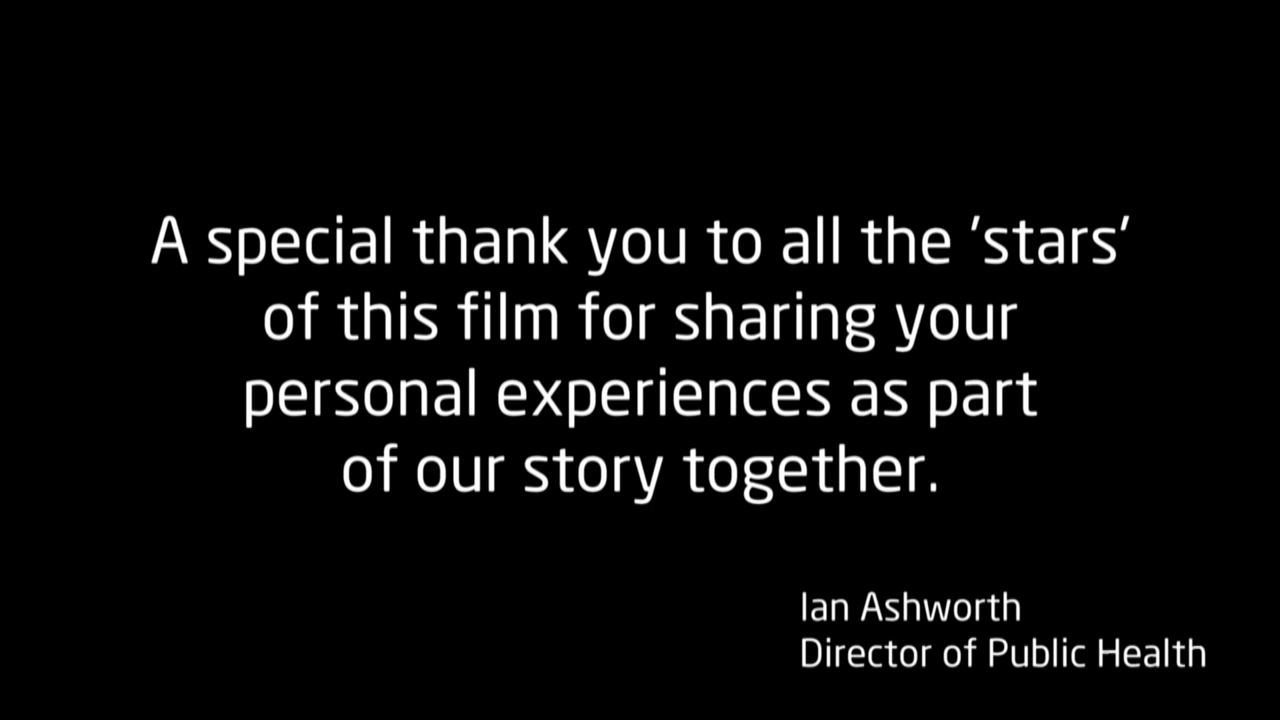 A special thank you to all the 'stars'
of this film for sharing your
personal experiences as part
of our story together.
Ian Ashworth
Director of Public Health